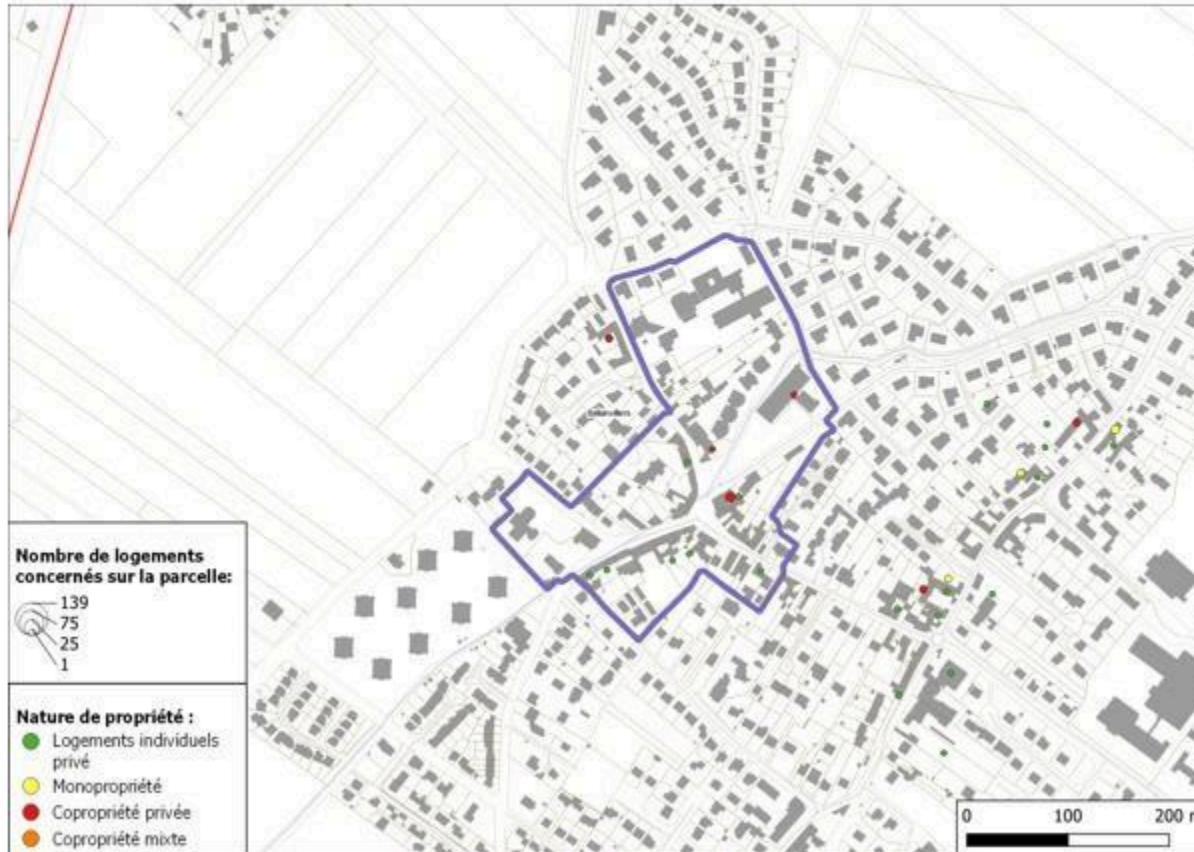 Nombre de logements
concernés sur la parcelle:
139
75
25
1
Nature de propriété :
Logements individuels
privé
Monopropriété
Copropriété privée
Copropriété mixte
0 100 200 m